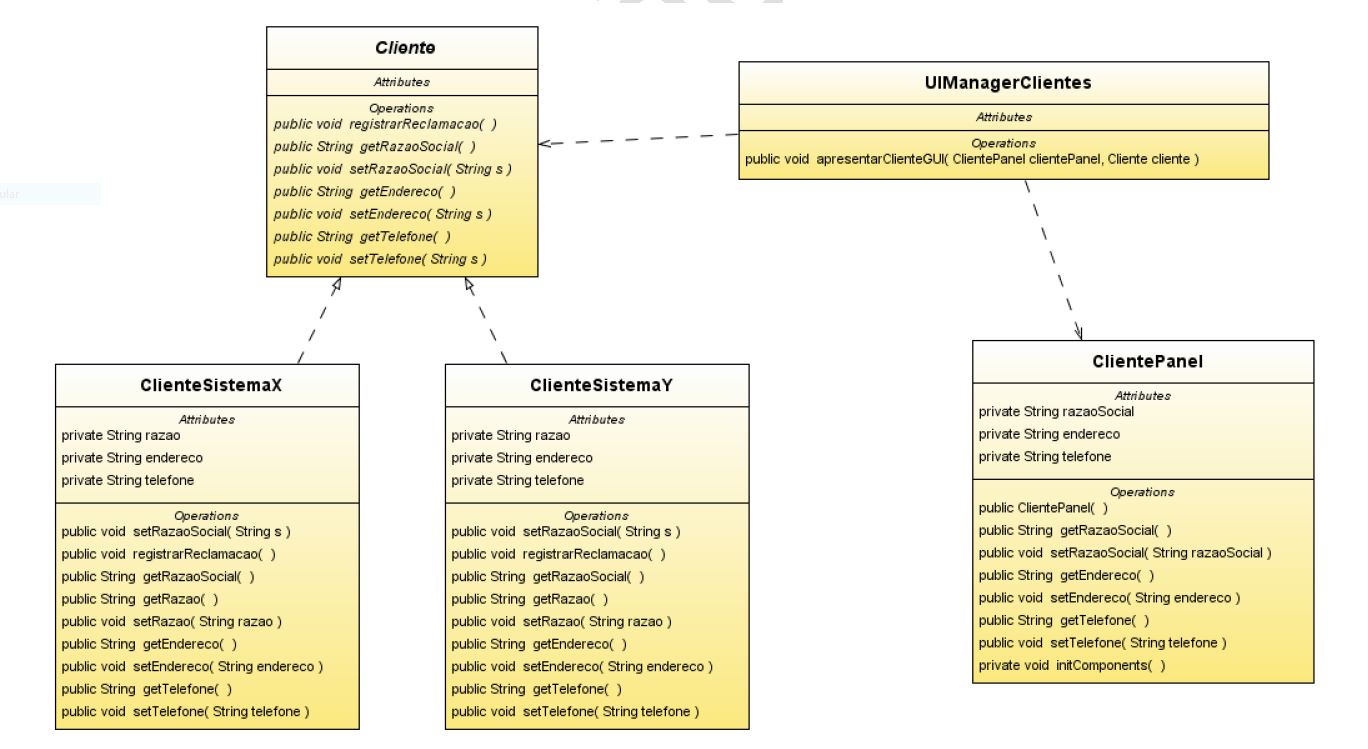 Cliente
Attributes
Operations
public void registrarReclamacao( )
public String getRazaoSocial( )
public void setRazaoSocial( String s )
public String getEndereco( )
public void setEndereco( String s )
public String getTelefone( )
public void setTelefone( String s )
UIManagerClientes
Attributes
Operations
public void apresentarClienteGUI( ClientePanel clientePanel, Cliente cliente )
ular
ClienteSistemaX
Attributes
private String razao
private String endereco
private String telefone
Operations
public void setRazaoSocial( String s )
public void registrarReclamacao( )
public String getRazaoSocial( )
public String getRazao( )
public void setRazao( String razao )
public String getEndereco( )
public void setEndereco( String endereco )
public String getTelefone( )
public void setTelefone( String telefone )
ClienteSistemaY
Attributes
private String razao
private String endereco
private String telefone
Operations
public void setRazaoSocial( String s )
public void registrarReclamacao( )
public String getRazaoSocial( )
public String getRazao( )
public void setRazao( String razao )
public String getEndereco( )
public void setEndereco( String endereco )
public String getTelefone( )
public void setTelefone( String telefone )
ClientePanel
Attributes
private String razaoSocial
private String endereco
private String telefone
Operations
public ClientePanel( )
public String getRazaoSocial( )
public void setRazaoSocial( String razaoSocial )
public String getEndereco( )
public void setEndereco( String endereco )
public String getTelefone( )
public void setTelefone( String telefone )
private void initComponents( )